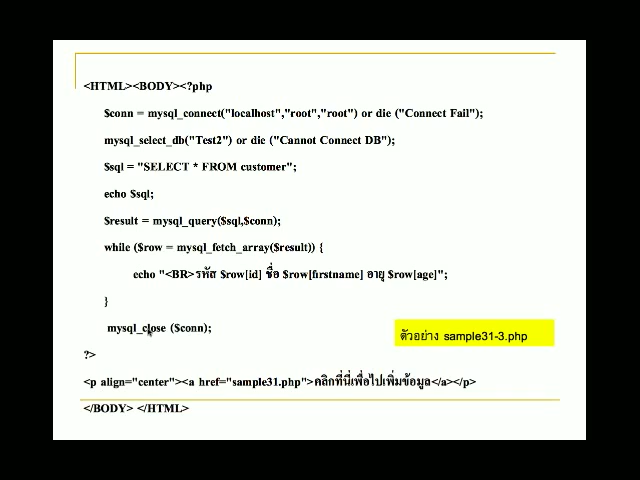 <HTML><BODY><?php
$conn = mysql_connect("localhost","root","root") or die ("Connect Fail");
mysql_select_db("Test2") or die ("Cannot Connect DB");
$sql = "SELECT * FROM customer";
echo $sql;
$result = mysql_query($sql,$conn);
while ($row = mysql_fetch_array($result)) {
echo "<BR>รหัส $row[id] ชื่อ $row[firstname] อายุ $row[age]";
}
mysql_close ($conn);
ตัวอย่าง sample31-3.php
?>
<p align="center"><a href="sample31.php">คลิกที่นี่เพื่อไปเพิ่มข้อมูล</a></p>
</BODY> </HTML>